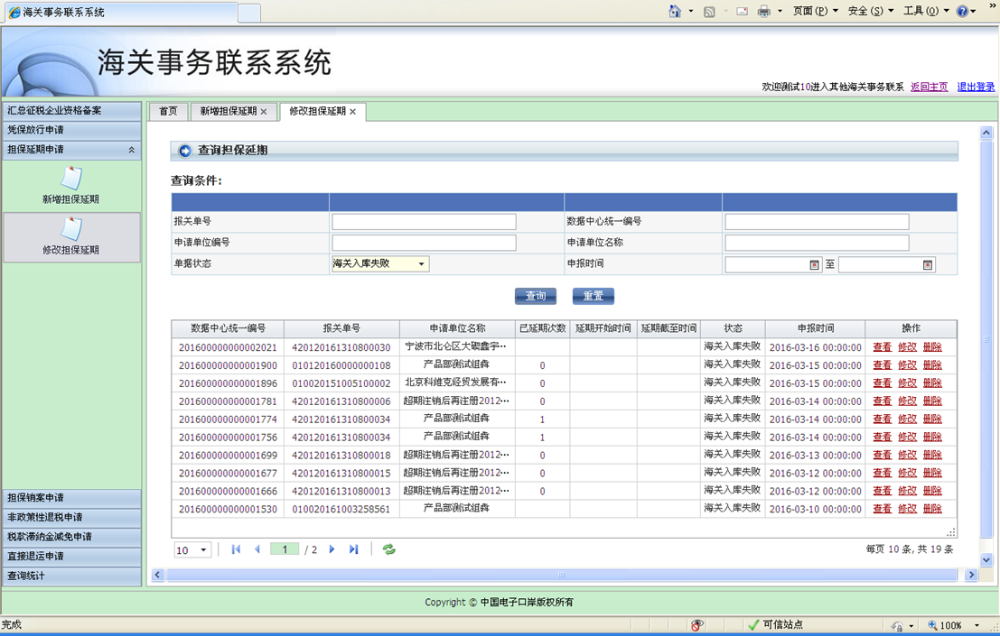 海关事务联系系统
页面(P) 安全(S) 工具(O)
海关事务联系系统
欢迎测试10进入其他海关事务联系 返回主页 退出登录
汇总征税企业资格备案
凭保放行申请
担保延期申请
新增担保延期
修改担保延期
担保销案申请
非政策性退税申请
税款滞纳金减免申请
直接退运申请
查询统计
首页 新增担保延期 × 修改担保延期 ×
查询担保延期
查询条件:
报关单号 数据中心统一编号
申请单位编号 申请单位名称
单据状态 海关入库失败 申报时间 至
查询 重置
数据中心统一编号 报关单号 申请单位名称 已延期次数 延期开始时间 延期截至时间 状态 申报时间 操作
201600000000002021 420120161310800030 宁波市北仑区大碶鑫宇… 海关入库失败 2016-03-16 00:00:00 查看 修改 删除
201600000000001900 010120160000000108 产品部测试组犇 0 海关入库失败 2016-03-15 00:00:00 查看 修改 删除
201600000000001896 010020151005100002 北京科维克经贸发展有… 0 海关入库失败 2016-03-15 00:00:00 查看 修改 删除
201600000000001781 420120161310800006 超期注销后再注册2012… 0 海关入库失败 2016-03-14 00:00:00 查看 修改 删除
201600000000001774 420120161310800034 产品部测试组犇 1 海关入库失败 2016-03-14 00:00:00 查看 修改 删除
201600000000001756 420120161310800034 产品部测试组犇 1 海关入库失败 2016-03-14 00:00:00 查看 修改 删除
201600000000001699 420120161310800018 超期注销后再注册2012… 0 海关入库失败 2016-03-13 00:00:00 查看 修改 删除
201600000000001677 420120161310800015 超期注销后再注册2012… 0 海关入库失败 2016-03-12 00:00:00 查看 修改 删除
201600000000001666 420120161310800013 超期注销后再注册2012… 0 海关入库失败 2016-03-12 00:00:00 查看 修改 删除
201600000000001530 010020161003258561 产品部测试组犇 海关入库失败 2016-03-10 00:00:00 查看 修改 删除
10 1 / 2 每页 10 条, 共 19 条
Copyright © 中国电子口岸版权所有
完成 可信站点 100%